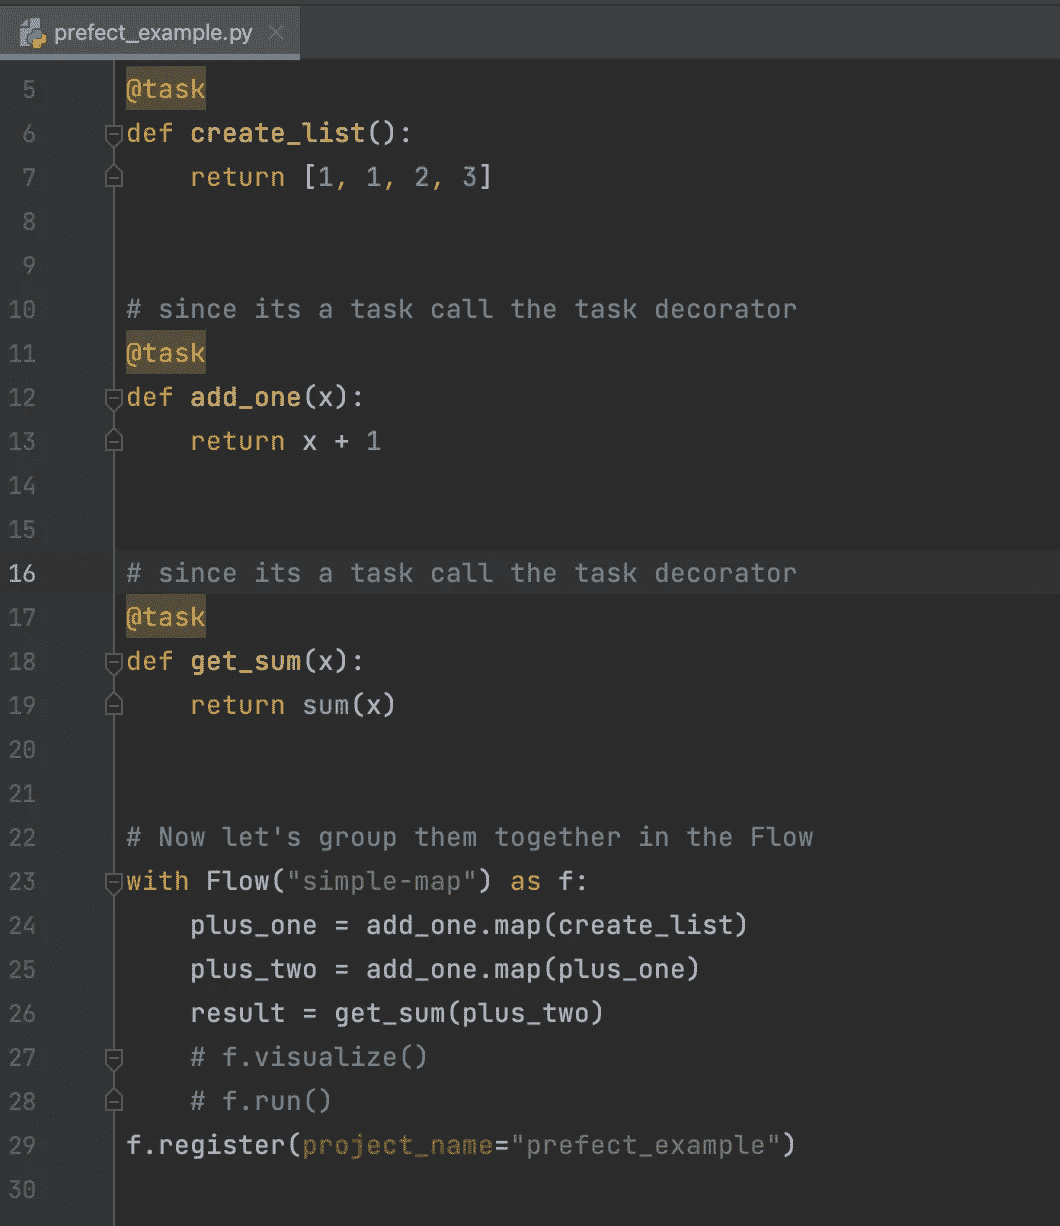 prefect_example.py
5 @task
6 def create_list():
7     return [1, 1, 2, 3]
8
9
10 # since its a task call the task decorator
11 @task
12 def add_one(x):
13     return x + 1
14
15
16 # since its a task call the task decorator
17 @task
18 def get_sum(x):
19     return sum(x)
20
21
22 # Now let's group them together in the Flow
23 with Flow("simple-map") as f:
24     plus_one = add_one.map(create_list)
25     plus_two = add_one.map(plus_one)
26     result = get_sum(plus_two)
27     # f.visualize()
28     # f.run()
29 f.register(project_name="prefect_example")
30